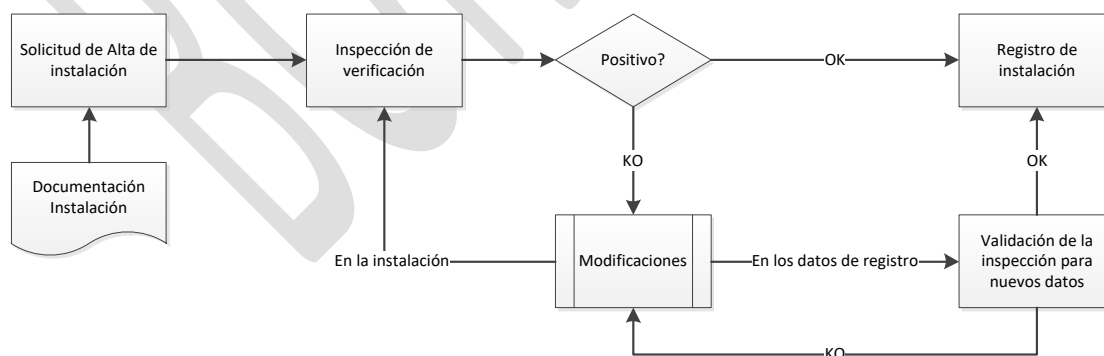 Solicitud de Alta de
instalación
Inspección de
verificación
Positivo?
OK
Registro de
instalación
KO
OK
Documentación
Instalación
En la instalación
Modificaciones
En los datos de registro
Validación de la
inspección para
nuevos datos
KO